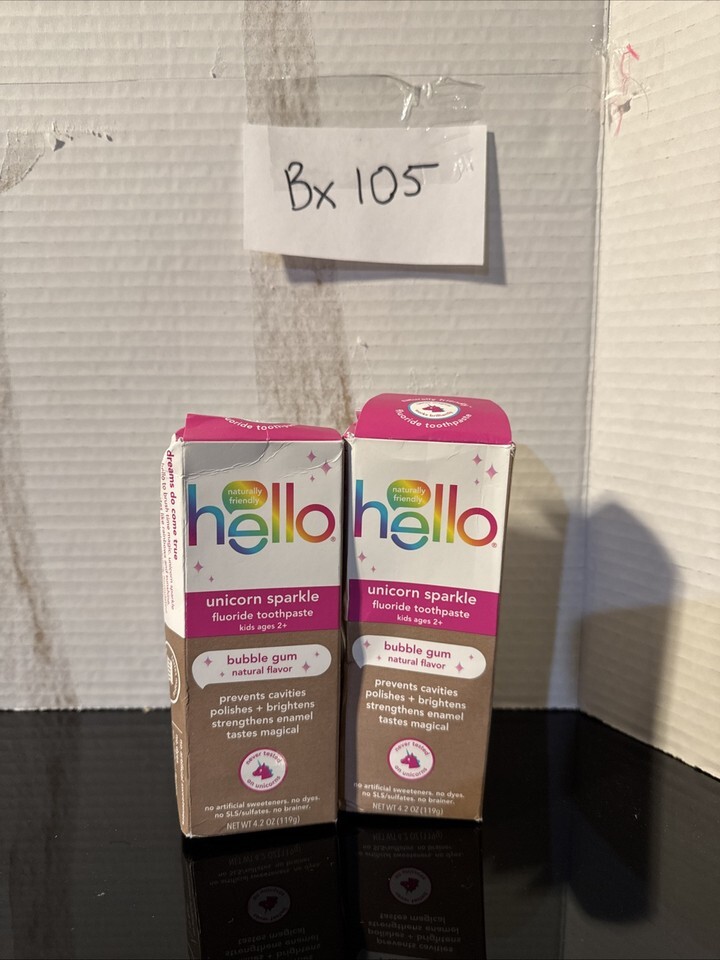 Bx 105
fluoride toothpaste
naturally
friendly
hello
unicorn sparkle
fluoride toothpaste
kids ages 2+
bubble gum
natural flavor
prevents cavities
polishes + brightens
strengthens enamel
tastes magical
never tested
on unicorns
no artificial sweeteners. no dyes.
no SLS/sulfates. no brainer.
NET WT 4.2 OZ (119g)
dreams do come true
naturally friendly
fluoride toothpaste
naturally
friendly
hello
unicorn sparkle
fluoride toothpaste
kids ages 2+
bubble gum
natural flavor
prevents cavities
polishes + brightens
strengthens enamel
tastes magical
never tested
on unicorns
no artificial sweeteners. no dyes.
no SLS/sulfates. no brainer.
NET WT 4.2 OZ (119g)